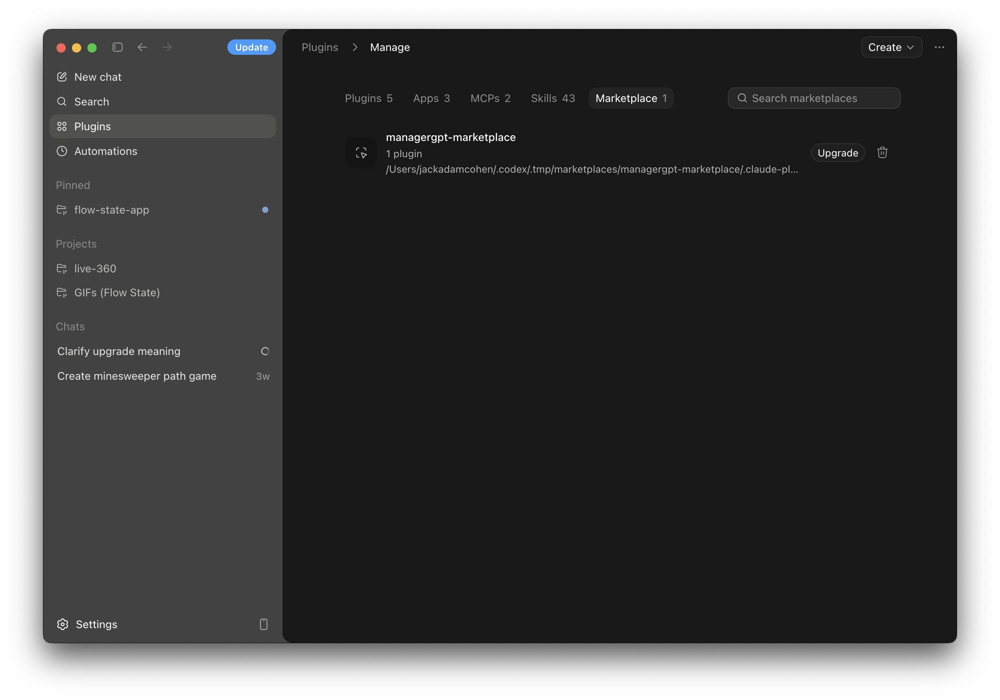 Update
New chat
Search
Plugins
Automations
Pinned
flow-state-app
Projects
live-360
GIFs (Flow State)
Chats
Clarify upgrade meaning
Create minesweeper path game 3w
Settings
Plugins > Manage
Create
Plugins 5 Apps 3 MCPs 2 Skills 43 Marketplace 1 Search marketplaces
managergpt-marketplace
1 plugin
/Users/jackadamcohen/.codex/.tmp/marketplaces/managergpt-marketplace/.claude-pl...
Upgrade